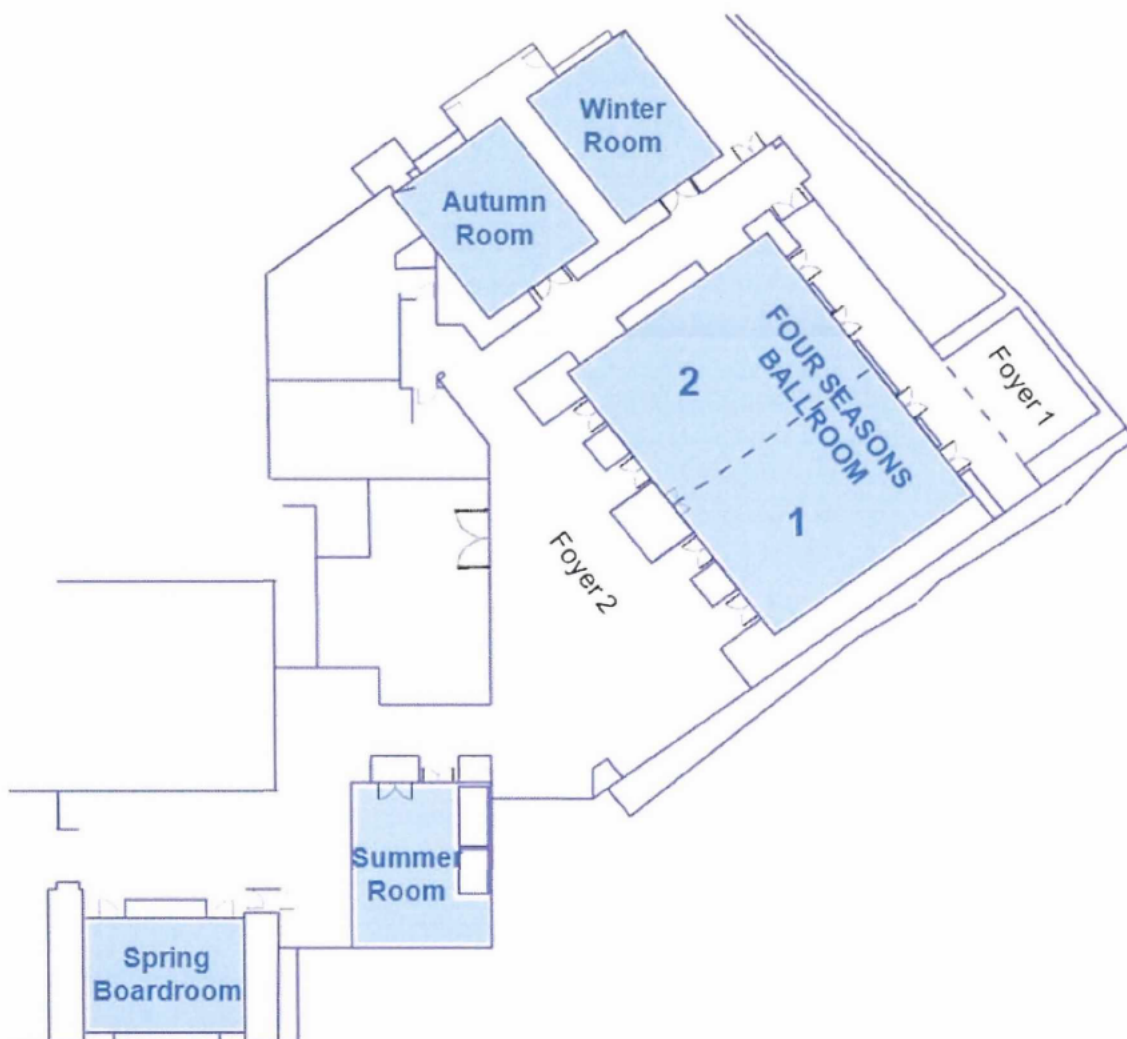 Winter
Room
Autumn
Room
FOUR SEASONS
BALLROOM
2
1
Foyer 1
Foyer 2
Summer
Room
Spring
Boardroom